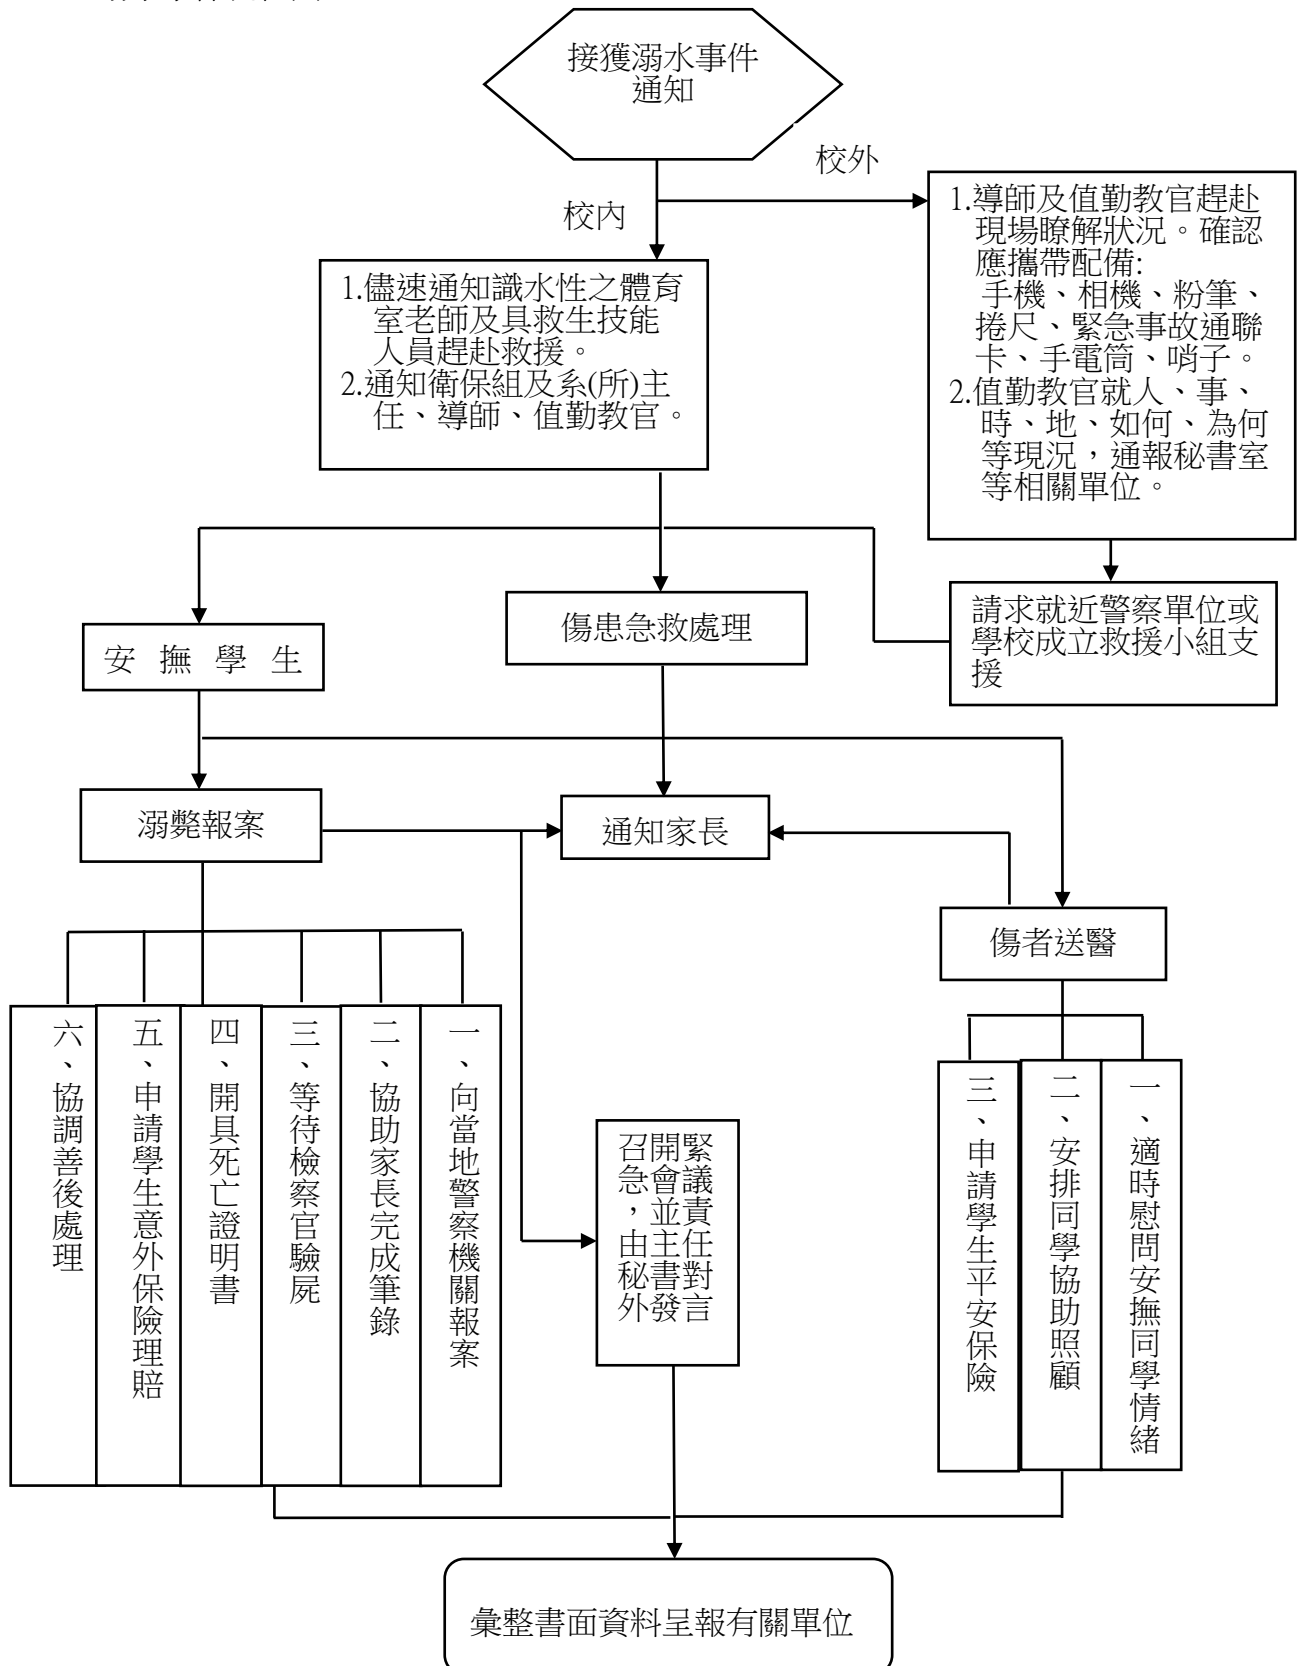 接獲溺水事件
通知
校外
校內
1.導師及值勤教官趕赴
現場瞭解狀況。確認
應攜帶配備:
手機、相機、粉筆、
捲尺、緊急事故通聯
卡、手電筒、哨子。
2.值勤教官就人、事、
時、地、如何、為何
等現況，通報秘書室
等相關單位。
1.儘速通知識水性之體育
室老師及具救生技能
人員趕赴救援。
2.通知衛保組及系(所)主
任、導師、值勤教官。
請求就近警察單位或
學校成立救援小組支
援
傷患急救處理
安 撫 學 生
溺斃報案
通知家長
傷者送醫
一、向當地警察機關報案
二、協助家長完成筆錄
三、等待檢察官驗屍
四、開具死亡證明書
五、申請學生意外保險理賠
六、協調善後處理
召開緊
急會議
，並責
由主任
秘書對
外發言
一、適時慰問安撫同學情緒
二、安排同學協助照顧
三、申請學生平安保險
彙整書面資料呈報有關單位